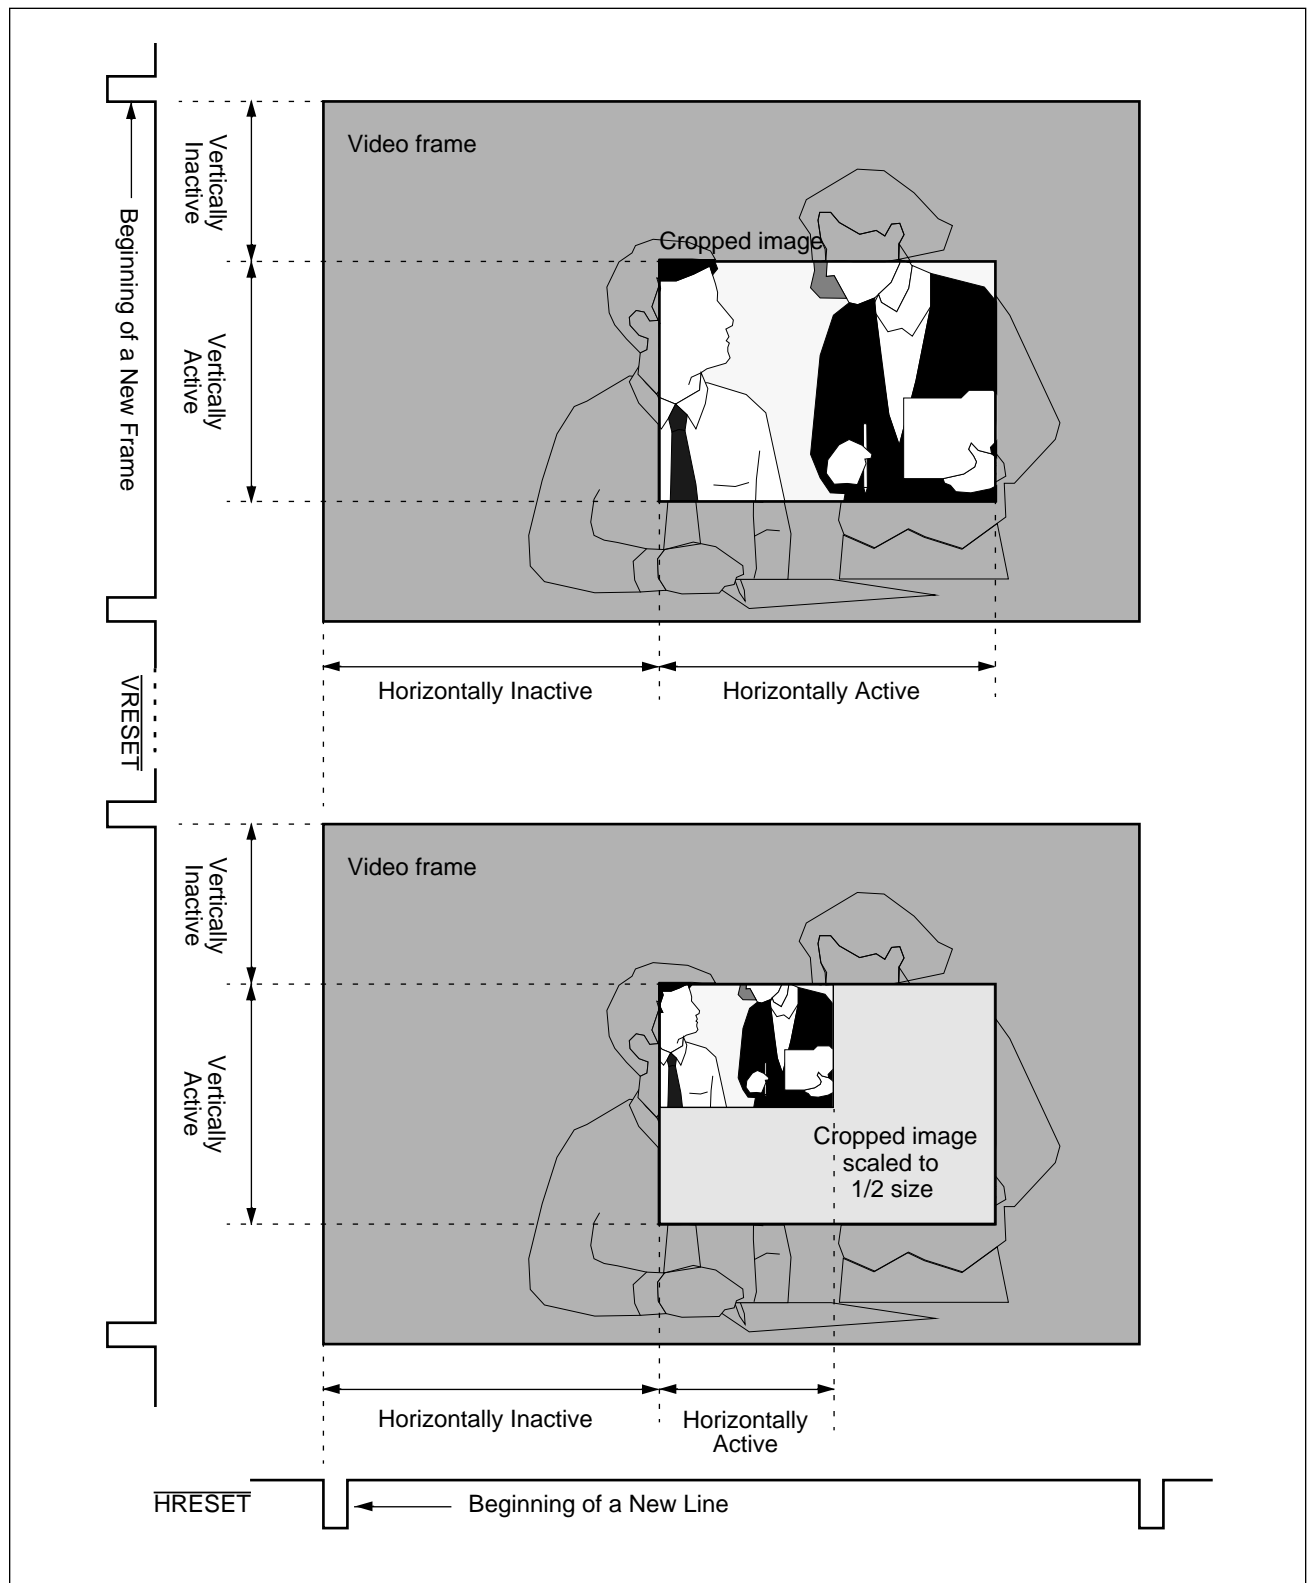 Video frame
Vertically
Inactive
Beginning of a New Frame
Cropped image
Vertically
Active
Horizontally Inactive
Horizontally Active
VRESET
Video frame
Vertically
Inactive
Vertically
Active
Cropped image
scaled to
1/2 size
Horizontally Inactive
Horizontally
Active
HRESET
Beginning of a New Line